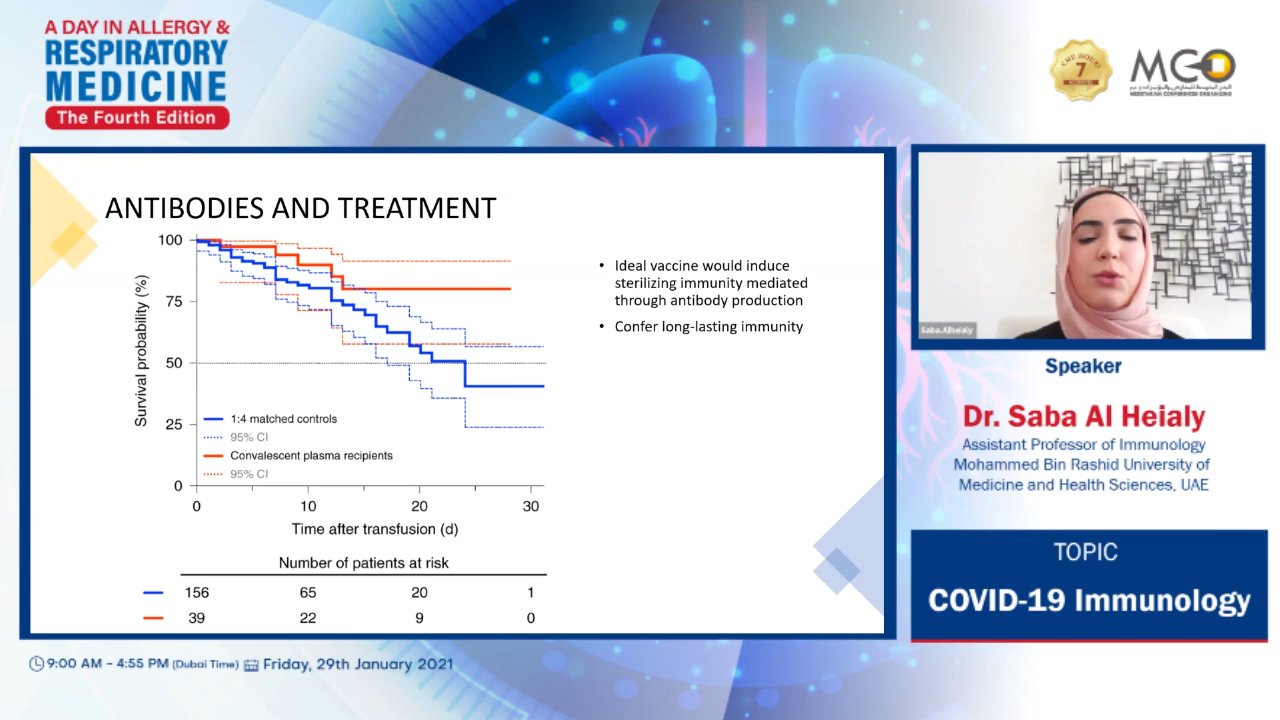 A DAY IN ALLERGY &
RESPIRATORY
MEDICINE
The Fourth Edition
CME HOURS
7
MCO
ANTIBODIES AND TREATMENT
100
75
50
25
0
Survival probability (%)
1:4 matched controls
95% CI
Convalescent plasma recipients
95% CI
0 10 20 30
Time after transfusion (d)
Number of patients at risk
156 65 20 1
39 22 9 0
• Ideal vaccine would induce
sterilizing immunity mediated
through antibody production
• Confer long-lasting immunity
Saba.Alheialy
Speaker
Dr. Saba Al Heialy
Assistant Professor of Immunology
Mohammed Bin Rashid University of
Medicine and Health Sciences, UAE
TOPIC
COVID-19 Immunology
9:00 AM - 4:55 PM (Dubai Time) Friday, 29th January 2021